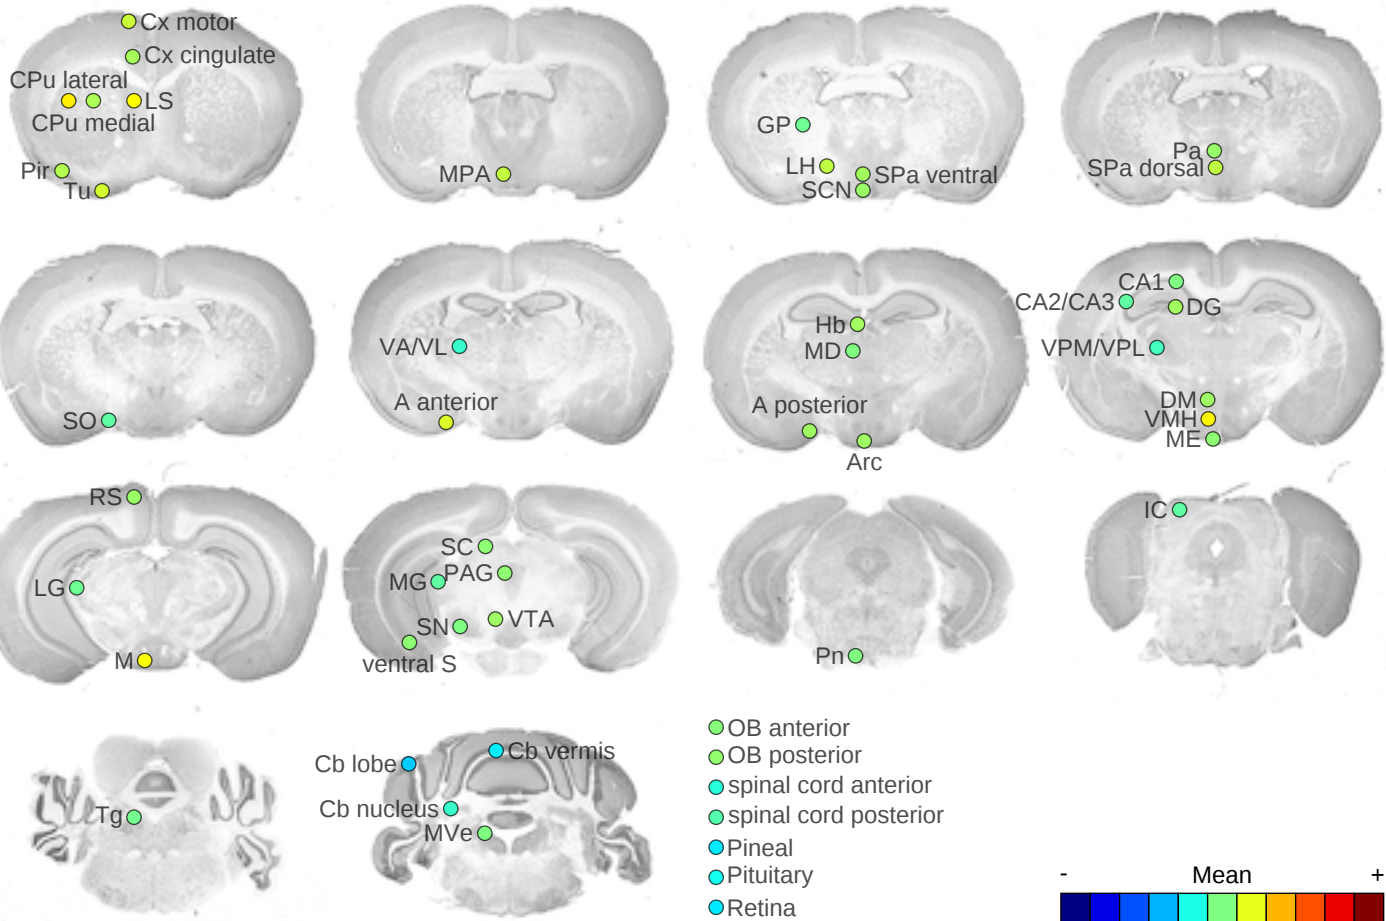 Cx motor
Cx cingulate
CPu lateral
LS
CPu medial
Pir
Tu
MPA
GP
LH
SPa ventral
SCN
Pa
SPa dorsal
SO
VA/VL
A anterior
Hb
MD
A posterior
Arc
CA1
CA2/CA3
DG
VPM/VPL
DM
VMH
ME
RS
LG
M
SC
MG
PAG
SN
VTA
ventral S
Pn
IC
Tg
Cb lobe
Cb vermis
Cb nucleus
MVe
OB anterior
OB posterior
spinal cord anterior
spinal cord posterior
Pineal
Pituitary
Retina
- Mean +